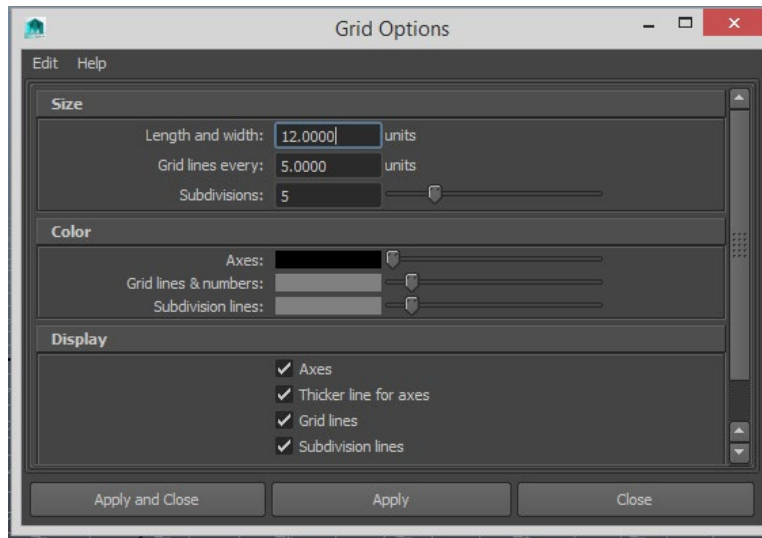 Grid Options
Edit Help
Size
Length and width: 12.0000 units
Grid lines every: 5.0000 units
Subdivisions: 5
Color
Axes:
Grid lines & numbers:
Subdivision lines:
Display
Axes
Thicker line for axes
Grid lines
Subdivision lines
Apply and Close Apply Close